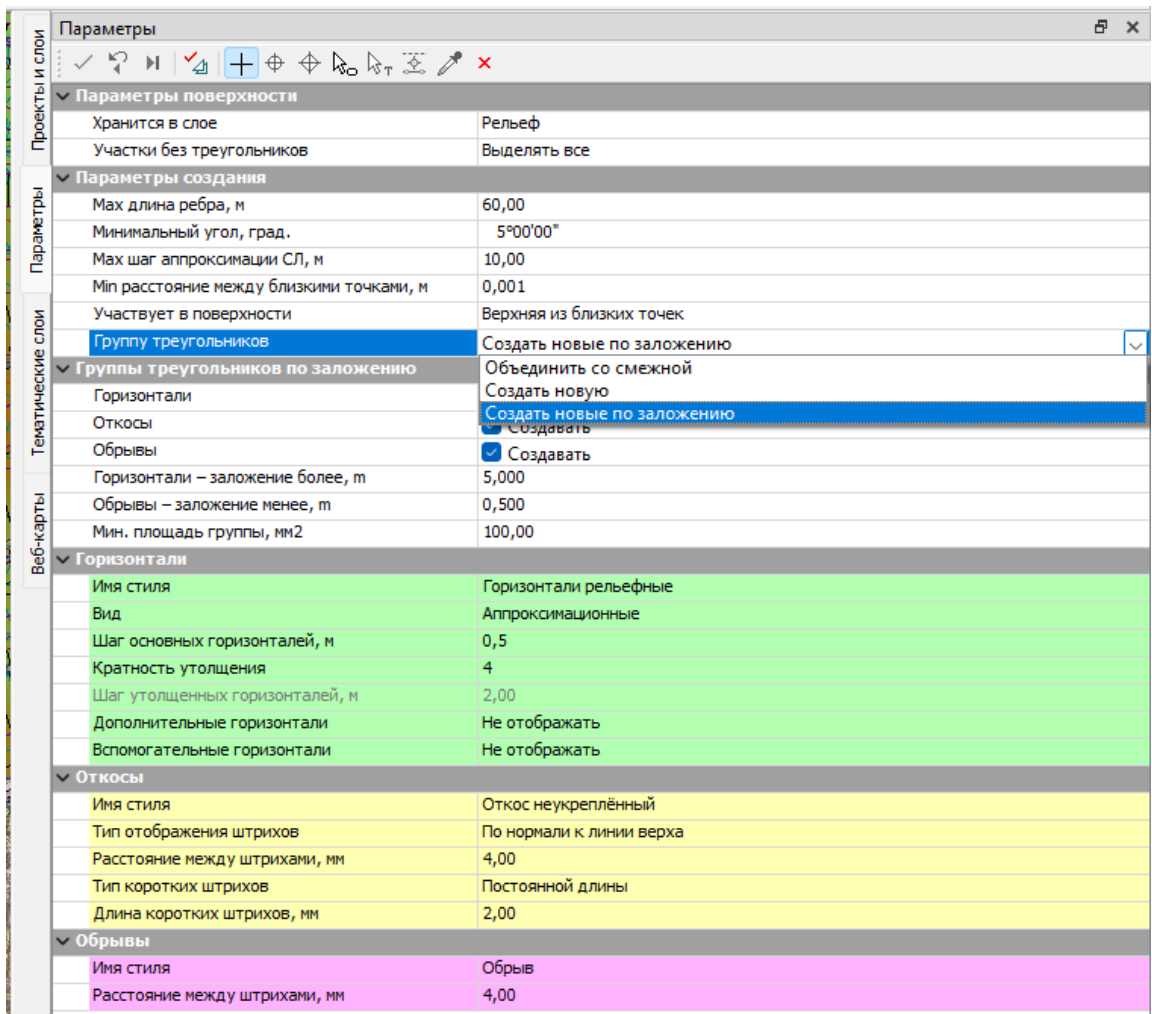 Параметры
Проекты и слои
Параметры
Тематические слои
Веб-карты
Параметры поверхности
Хранится в слое Рельеф
Участки без треугольников Выделять все
Параметры создания
Мах длина ребра, м 60,00
Минимальный угол, град. 5°00'00"
Мах шаг аппроксимации СЛ, м 10,00
Min расстояние между близкими точками, м 0,001
Участвует в поверхности Верхняя из близких точек
Группу треугольников Создать новые по заложению
Объединить со смежной
Создать новую
Создать новые по заложению
Группы треугольников по заложению
Горизонтали
Откосы Создавать
Обрывы Создавать
Горизонтали – заложение более, m 5,000
Обрывы – заложение менее, m 0,500
Мин. площадь группы, мм2 100,00
Горизонтали
Имя стиля Горизонтали рельефные
Вид Аппроксимационные
Шаг основных горизонталей, м 0,5
Кратность утолщения 4
Шаг утолщенных горизонталей, м 2,00
Дополнительные горизонтали Не отображать
Вспомогательные горизонтали Не отображать
Откосы
Имя стиля Откос неукреплённый
Тип отображения штрихов По нормали к линии верха
Расстояние между штрихами, мм 4,00
Тип коротких штрихов Постоянной длины
Длина коротких штрихов, мм 2,00
Обрывы
Имя стиля Обрыв
Расстояние между штрихами, мм 4,00